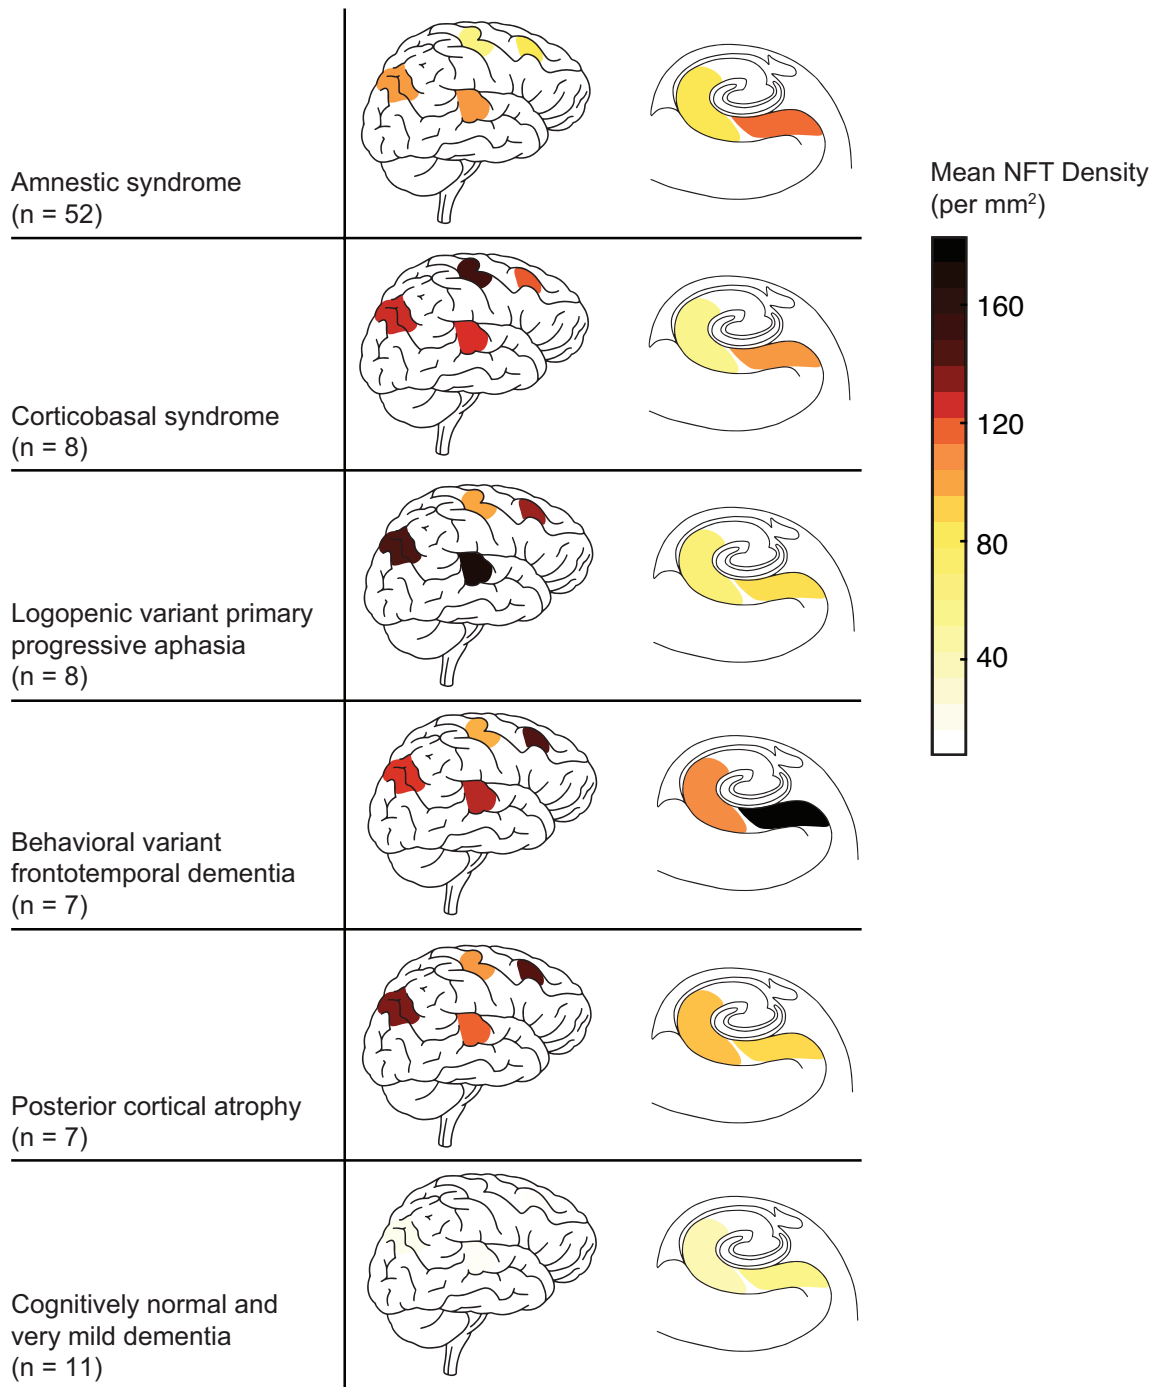 Amnestic syndrome
(n = 52)
Mean NFT Density
(per mm²)
160
120
80
40
Corticobasal syndrome
(n = 8)
Logopenic variant primary
progressive aphasia
(n = 8)
Behavioral variant
frontotemporal dementia
(n = 7)
Posterior cortical atrophy
(n = 7)
Cognitively normal and
very mild dementia
(n = 11)